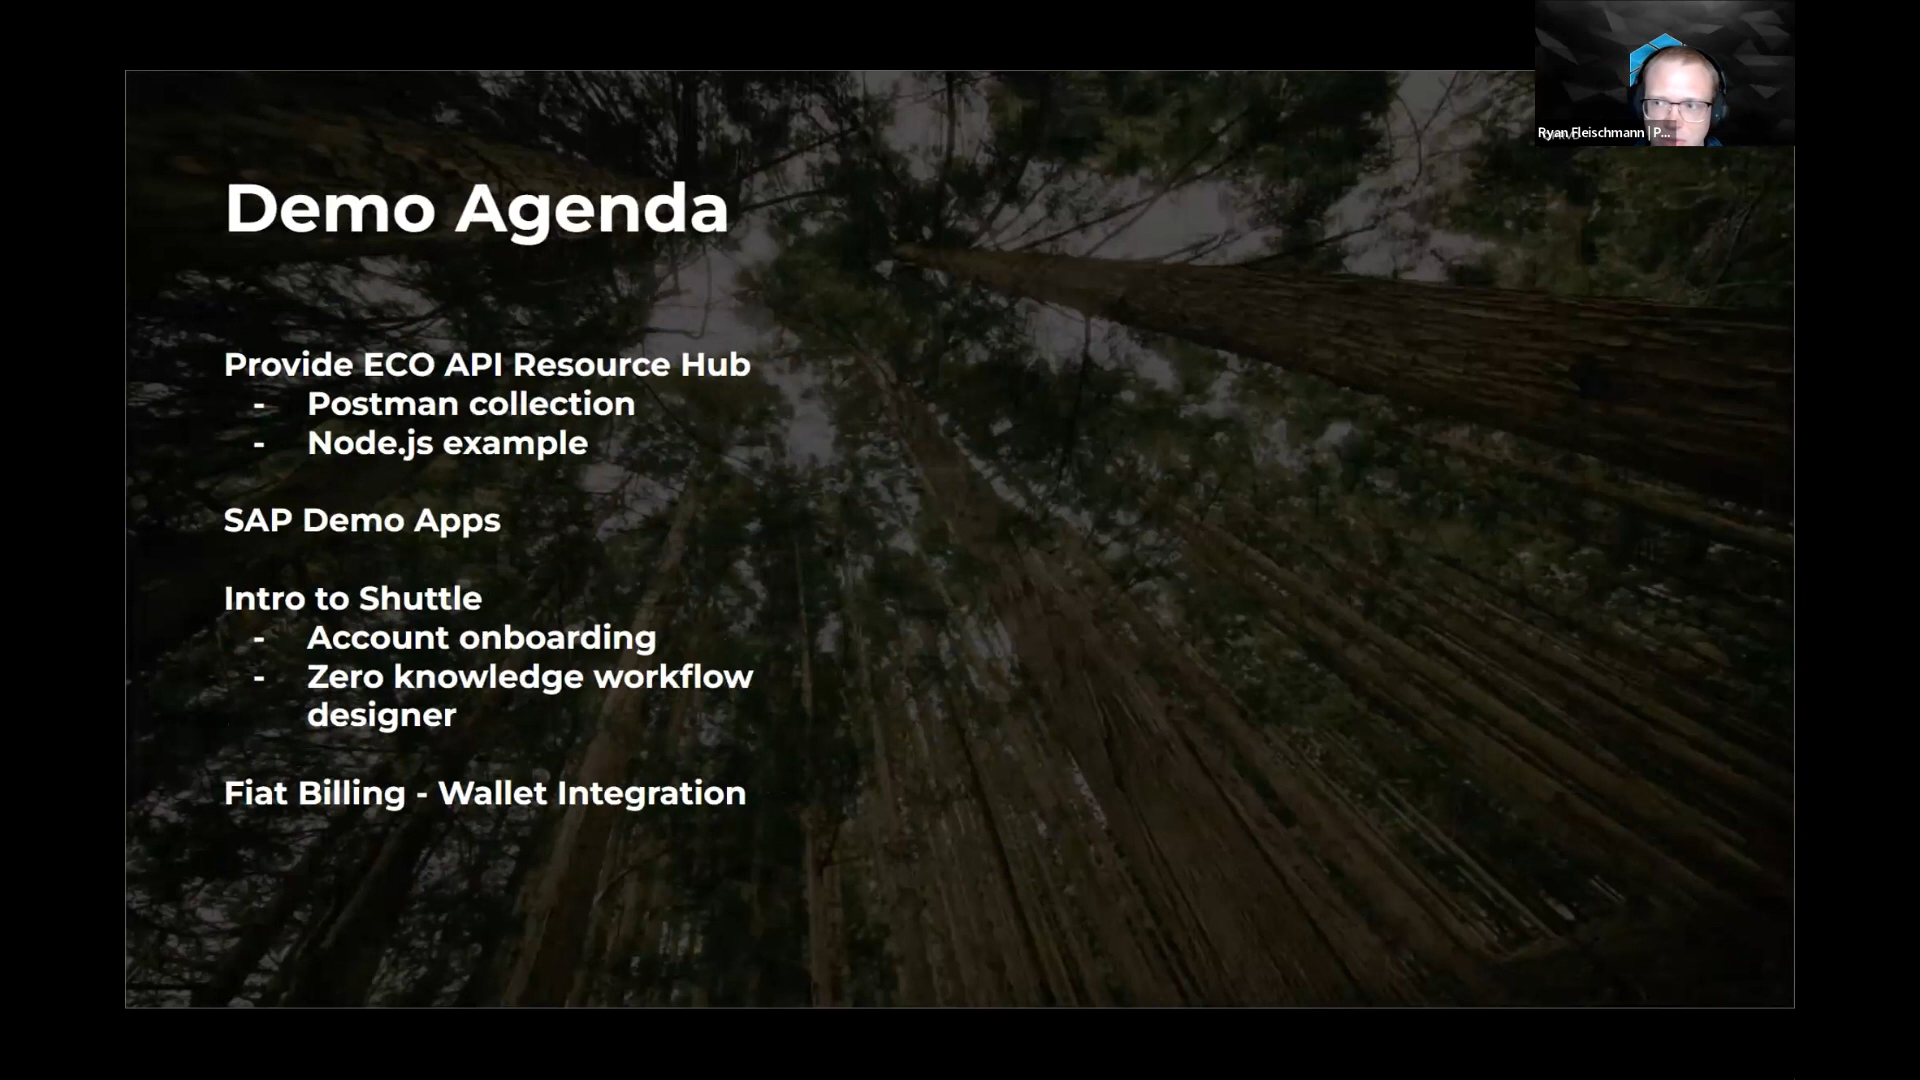 Demo Agenda
Provide ECO API Resource Hub
- Postman collection
- Node.js example
SAP Demo Apps
Intro to Shuttle
- Account onboarding
- Zero knowledge workflow
designer
Fiat Billing - Wallet Integration
Ryan Fleischmann | P...